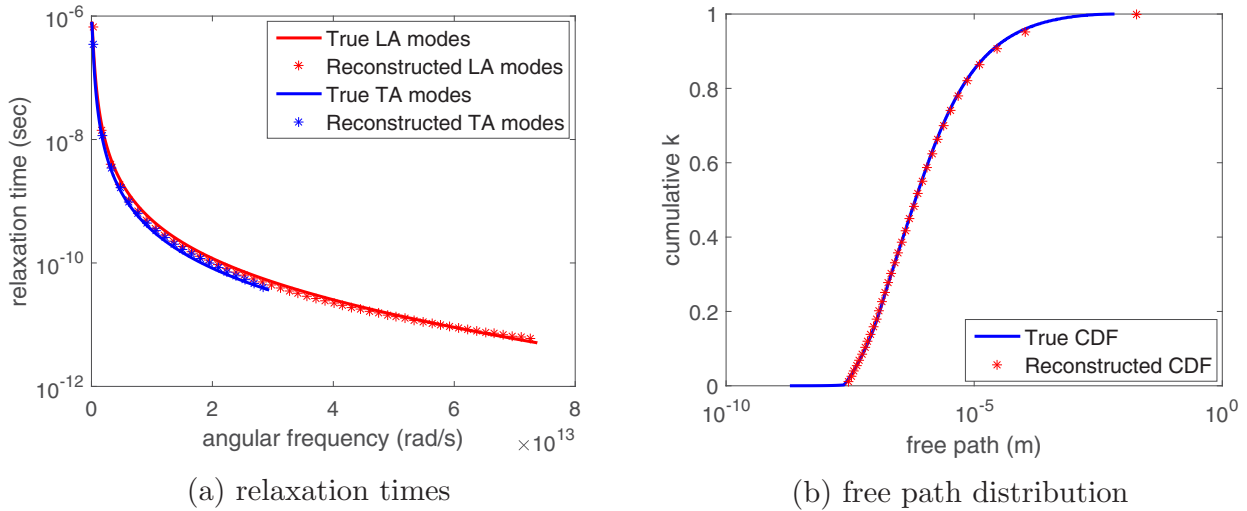 10^-6
10^-8
10^-10
10^-12
relaxation time (sec)
True LA modes
Reconstructed LA modes
True TA modes
Reconstructed TA modes
0 2 4 6 8
×10^13
angular frequency (rad/s)
(a) relaxation times
1
0.8
0.6
0.4
0.2
0
cumulative k
True CDF
Reconstructed CDF
10^-10 10^-5 10^0
free path (m)
(b) free path distribution